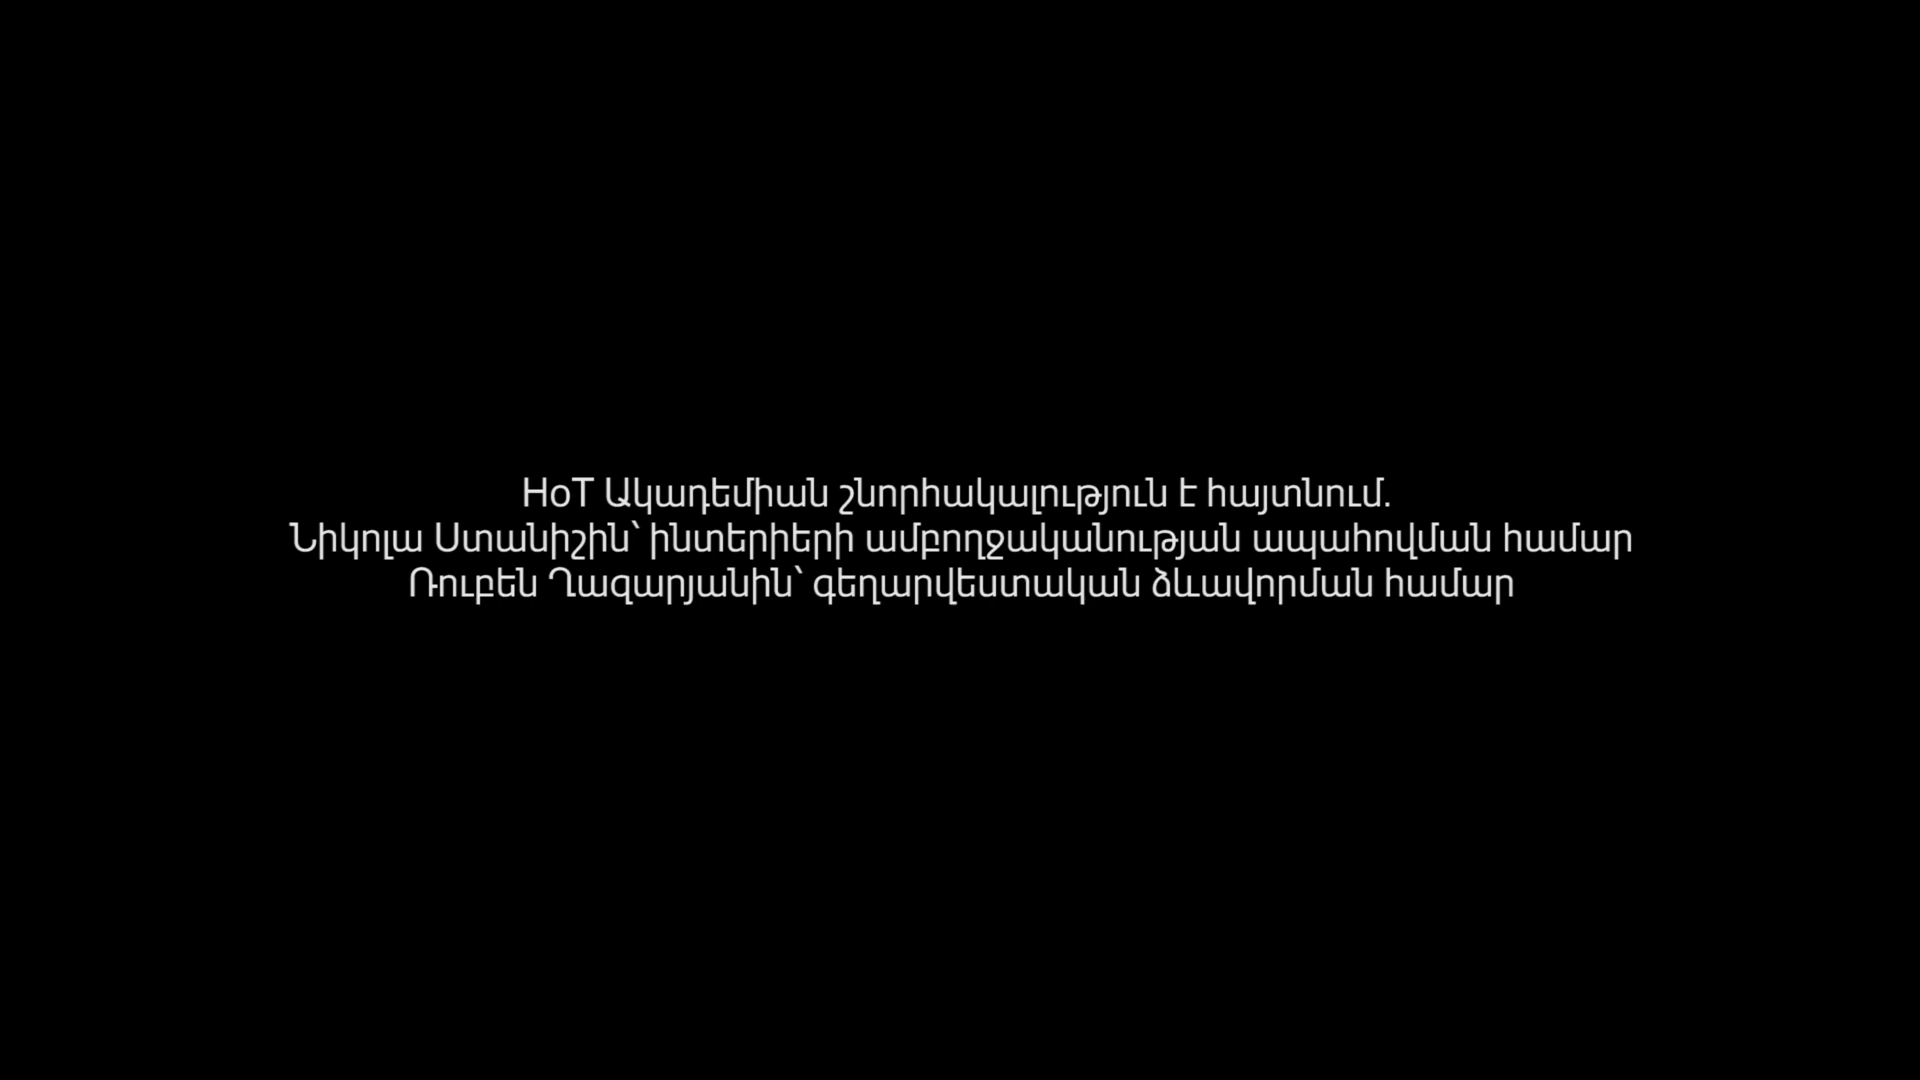 HoT Ակադեմիան շնորհակալություն է հայտնում.
Նիկոլա Ստանիշին՝ ինտերիերի ամբողջականության ապահովման համար
Ռուբեն Ղազարյանին՝ գեղարվեստական ձևավորման համար